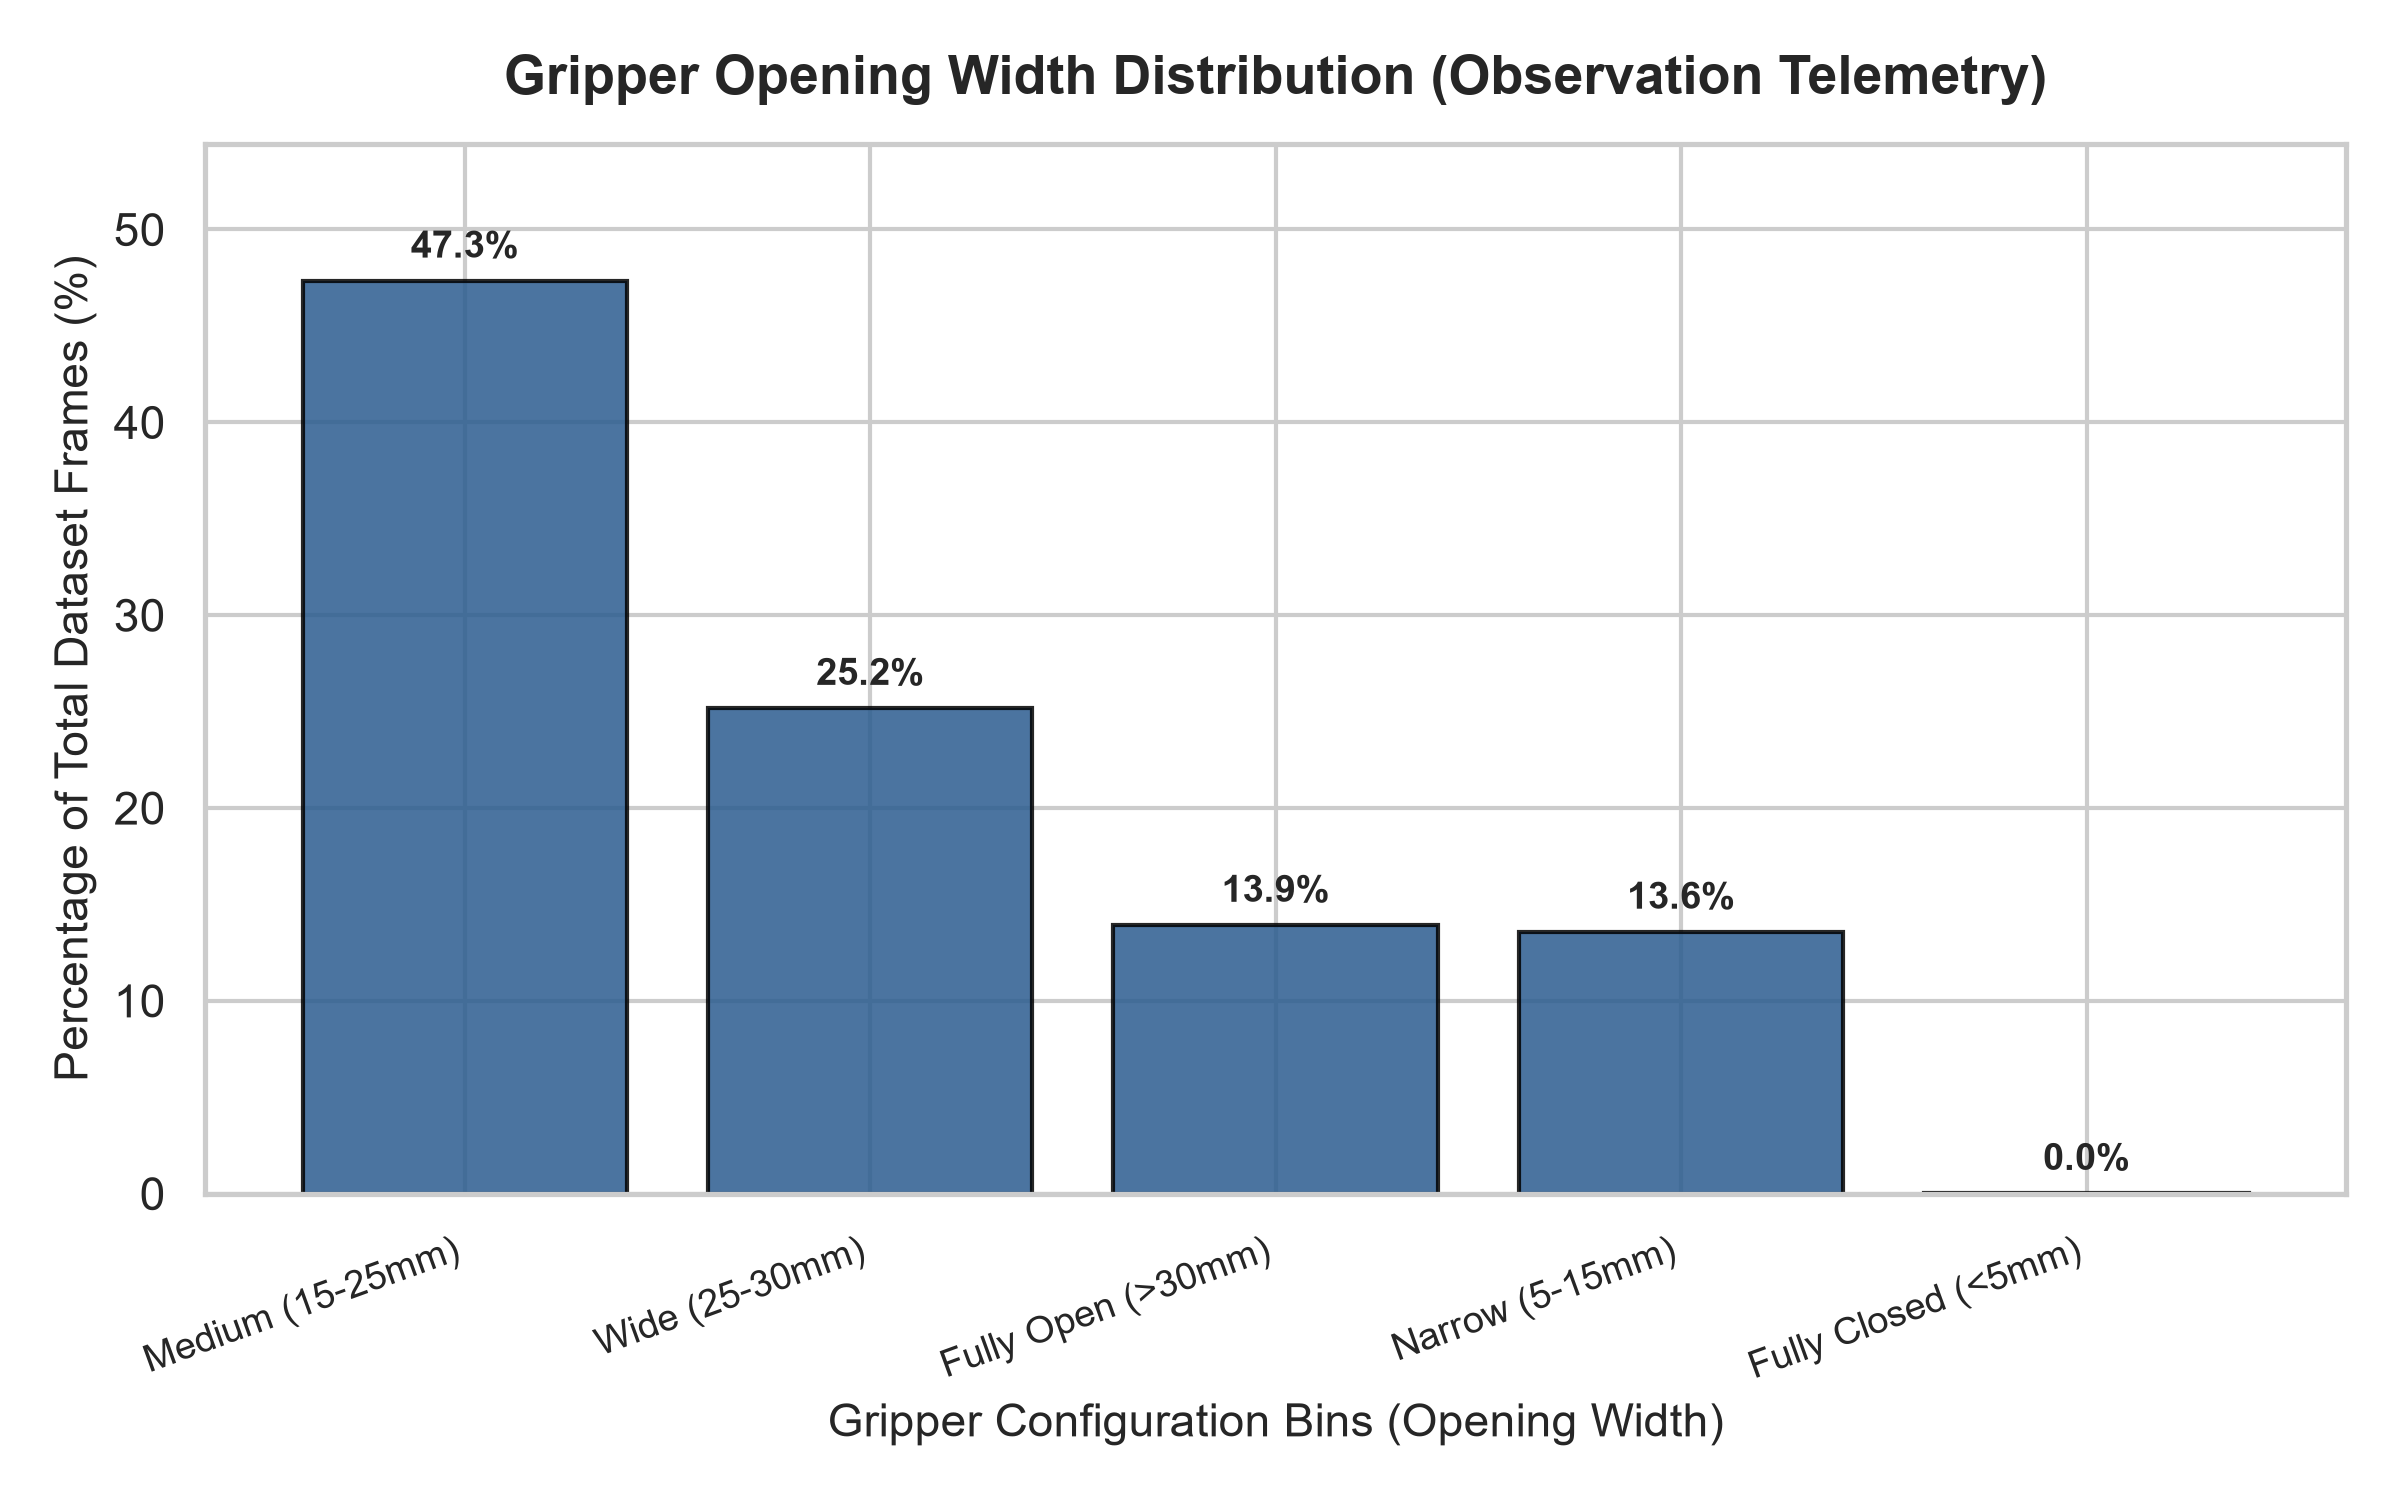 Gripper Opening Width Distribution (Observation Telemetry)
Percentage of Total Dataset Frames (%)
50
40
30
20
10
0
47.3%
25.2%
13.9%
13.6%
0.0%
Medium (15-25mm)
Wide (25-30mm)
Fully Open (>30mm)
Narrow (5-15mm)
Fully Closed (<5mm)
Gripper Configuration Bins (Opening Width)